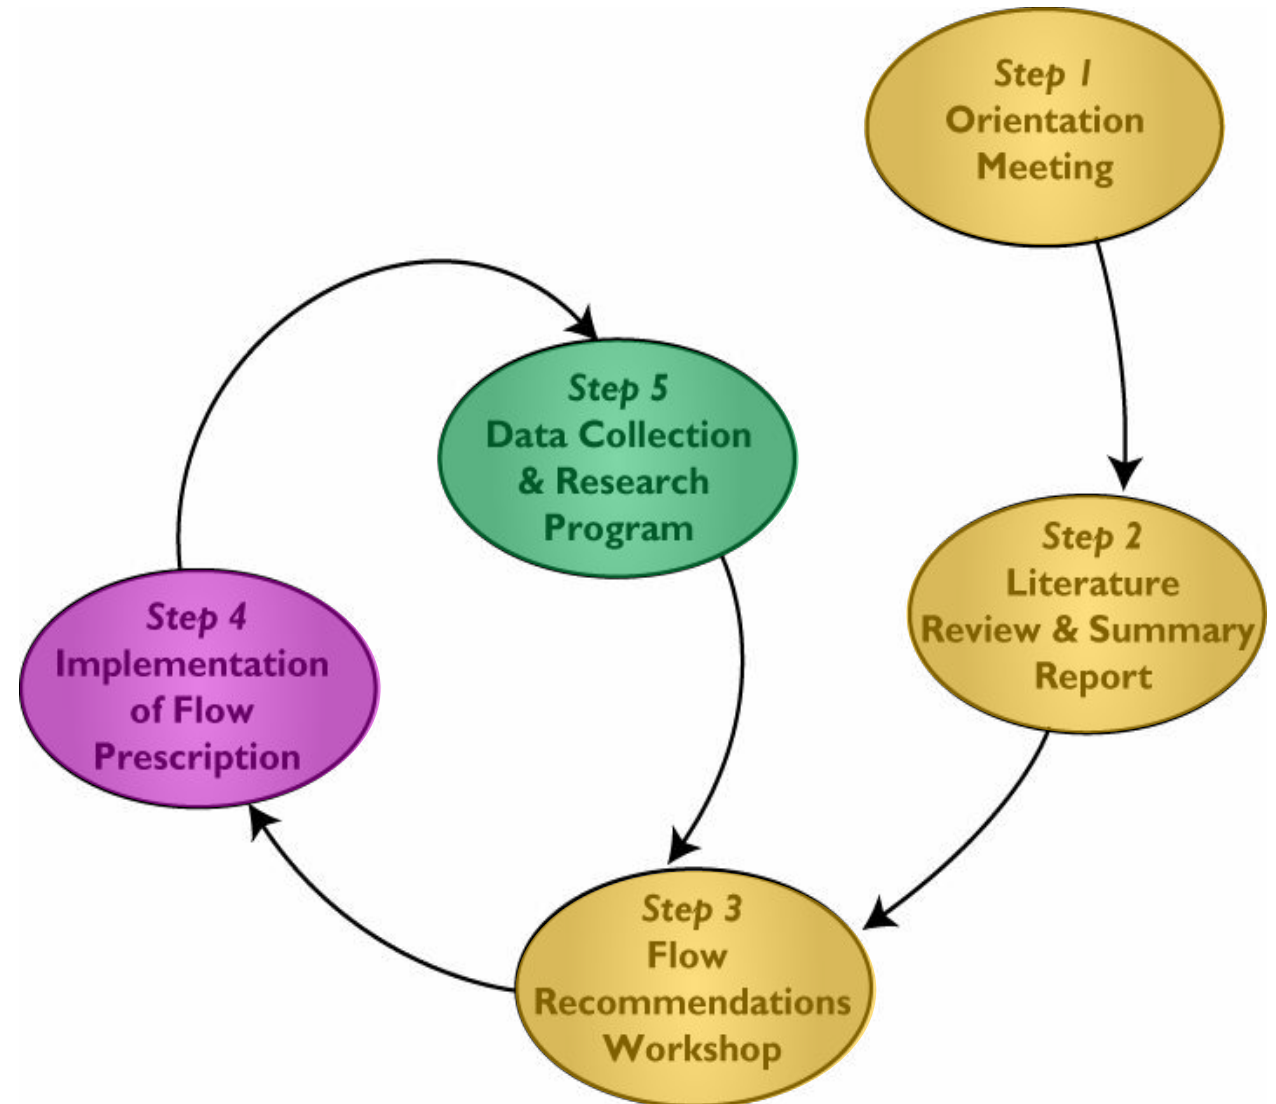 Step 1
Orientation
Meeting
Step 2
Literature
Review & Summary
Report
Step 3
Flow
Recommendations
Workshop
Step 4
Implementation
of Flow
Prescription
Step 5
Data Collection
& Research
Program